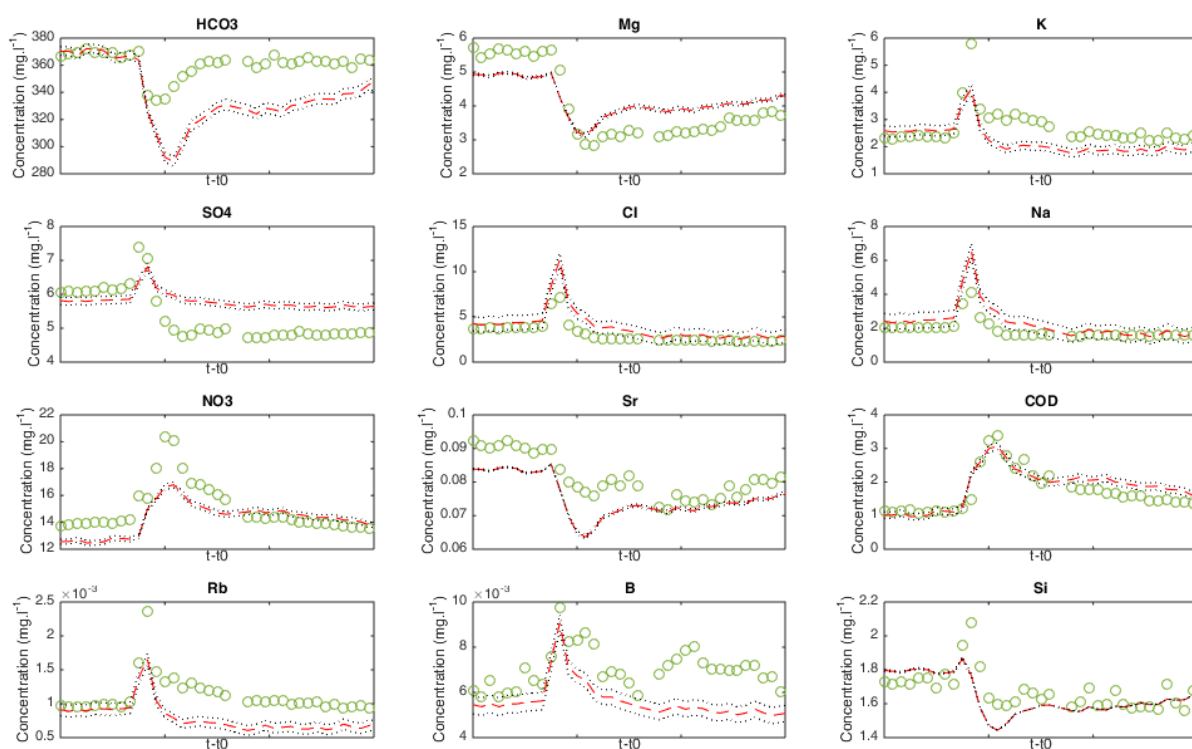 HCO3
Concentration (mg.l-1)
380
360
340
320
300
280
t-t0
Mg
Concentration (mg.l-1)
6
5
4
3
2
t-t0
K
Concentration (mg.l-1)
6
5
4
3
2
1
t-t0
SO4
Concentration (mg.l-1)
8
7
6
5
4
t-t0
Cl
Concentration (mg.l-1)
15
10
5
0
t-t0
Na
Concentration (mg.l-1)
8
6
4
2
0
t-t0
NO3
Concentration (mg.l-1)
22
20
18
16
14
12
t-t0
Sr
Concentration (mg.l-1)
0.1
0.09
0.08
0.07
0.06
t-t0
COD
Concentration (mg.l-1)
4
3
2
1
0
t-t0
Rb
× 10-3
Concentration (mg.l-1)
2.5
2
1.5
1
0.5
t-t0
B
× 10-3
Concentration (mg.l-1)
10
8
6
4
t-t0
Si
Concentration (mg.l-1)
2.2
2
1.8
1.6
1.4
t-t0